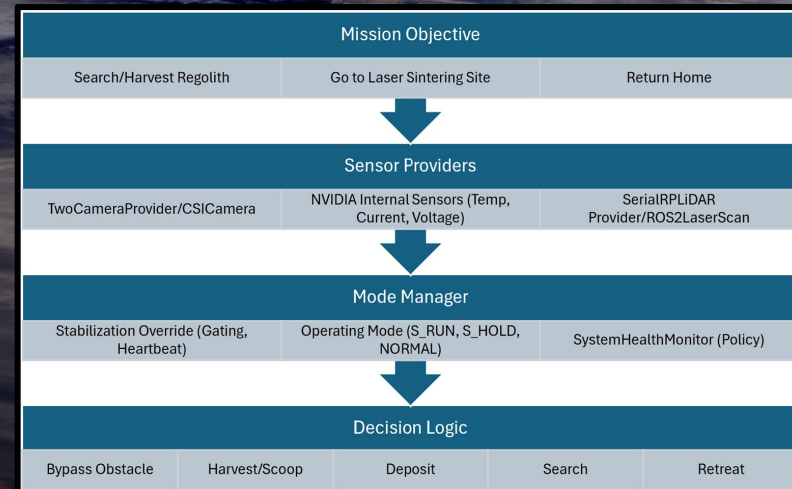 Mission Objective
Search/Harvest Regolith
Go to Laser Sintering Site
Return Home
Sensor Providers
TwoCameraProvider/CSICamera
NVIDIA Internal Sensors (Temp,
Current, Voltage)
SerialRPLiDAR
Provider/ROS2LaserScan
Mode Manager
Stabilization Override (Gating,
Heartbeat)
Operating Mode (S_RUN, S_HOLD,
NORMAL)
SystemHealthMonitor (Policy)
Decision Logic
Bypass Obstacle
Harvest/Scoop
Deposit
Search
Retreat